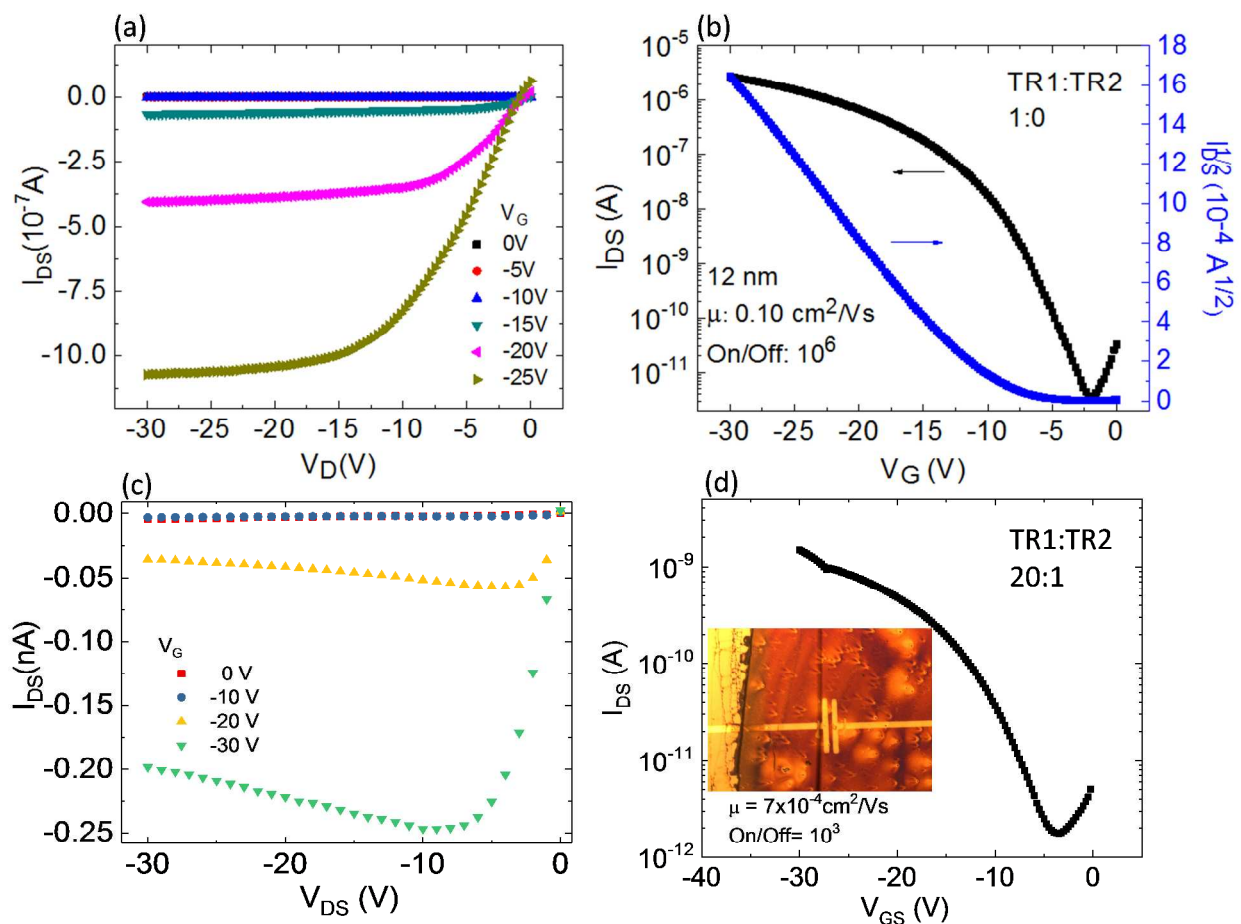 (a)
0.0
-2.5
-5.0
-7.5
-10.0
I_DS(10^-7A)
V_G
0V
-5V
-10V
-15V
-20V
-25V
-30 -25 -20 -15 -10 -5 0
V_D(V)
(b)
10^-5
10^-6
10^-7
10^-8
10^-9
10^-10
10^-11
I_DS (A)
TR1:TR2
1:0
12 nm
μ: 0.10 cm^2/Vs
On/Off: 10^6
18
16
14
12
10
8
6
4
2
0
I_DS^1/2 (10^-4 A^1/2)
-30 -25 -20 -15 -10 -5 0
V_G (V)
(c)
0.00
-0.05
-0.10
-0.15
-0.20
-0.25
I_DS(nA)
V_G
0 V
-10 V
-20 V
-30 V
-30 -20 -10 0
V_DS (V)
(d)
10^-9
10^-10
10^-11
10^-12
I_DS (A)
TR1:TR2
20:1
μ = 7x10^-4cm^2/Vs
On/Off= 10^3
-40 -30 -20 -10 0
V_GS (V)